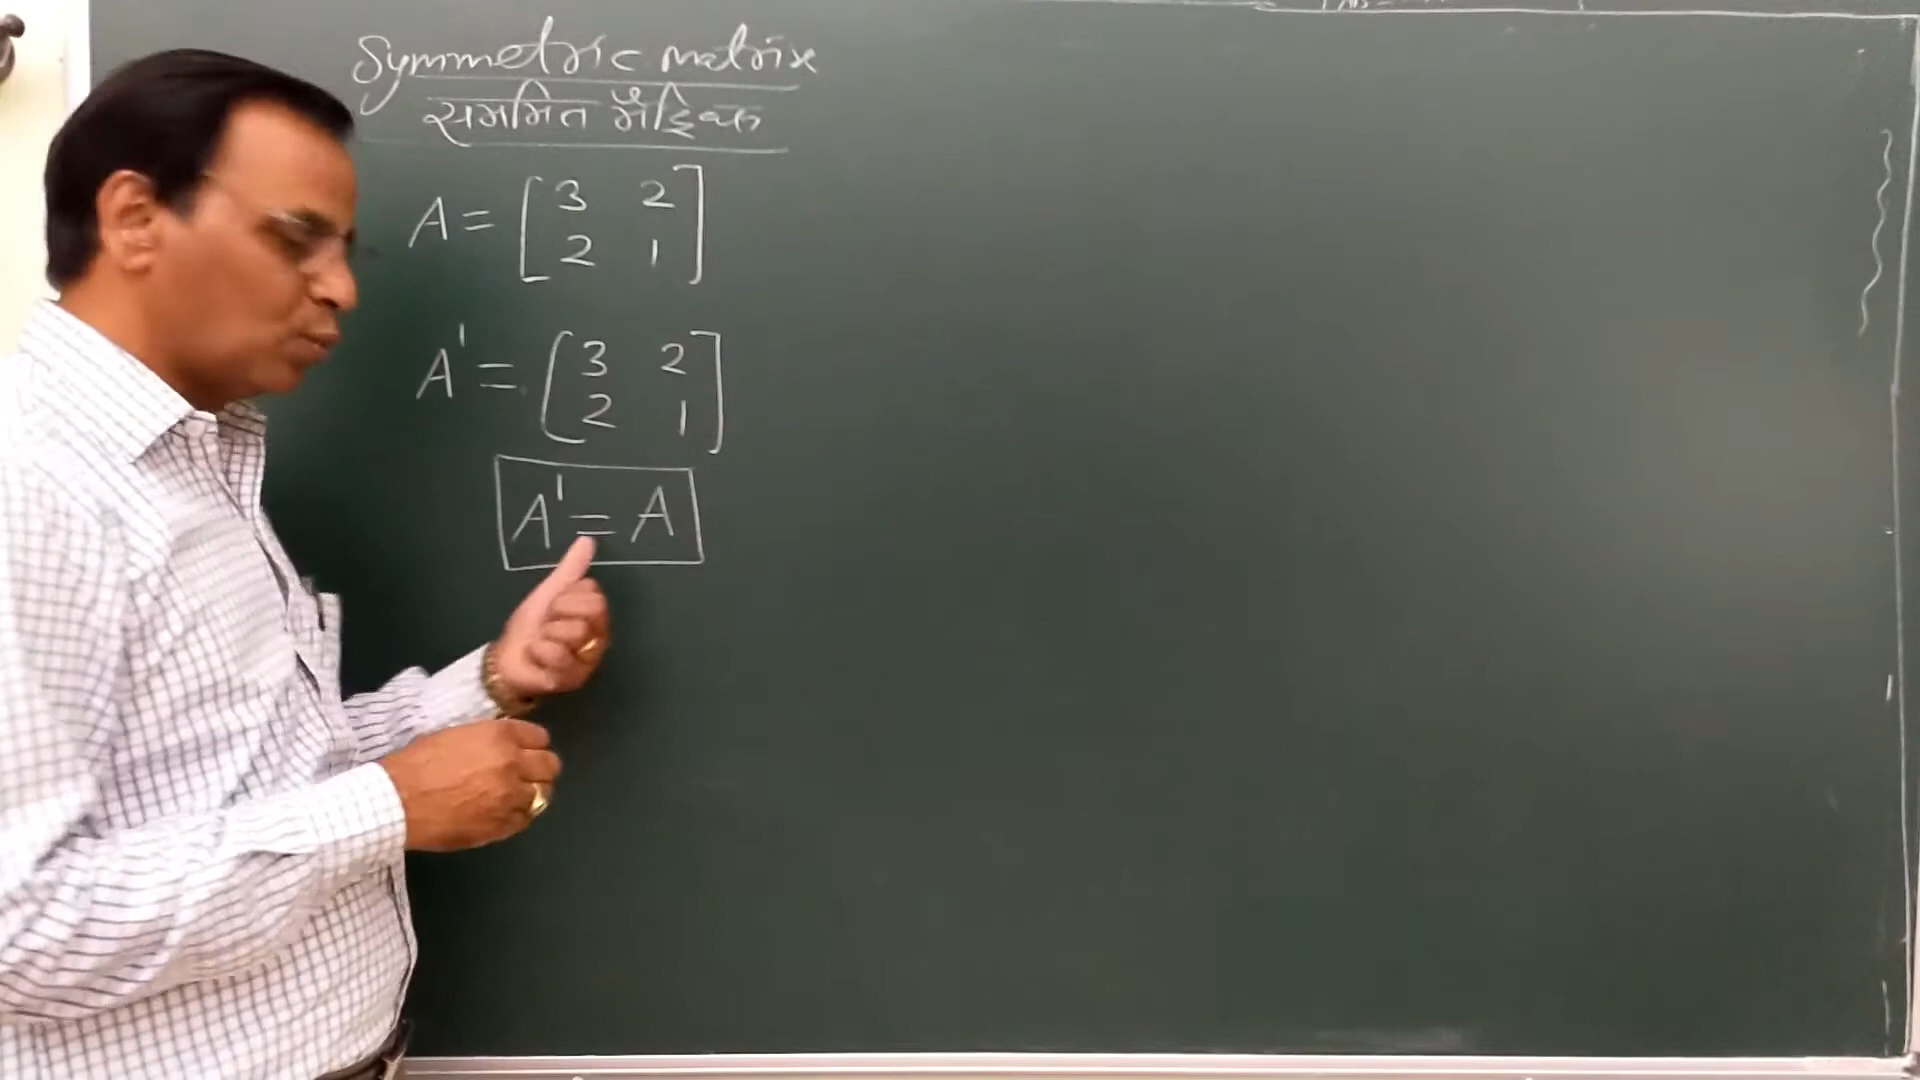 Symmetric matrix
सममित मैट्रिक्स
A = [ 3 2
2 1 ]
A' = [ 3 2
2 1 ]
A' = A